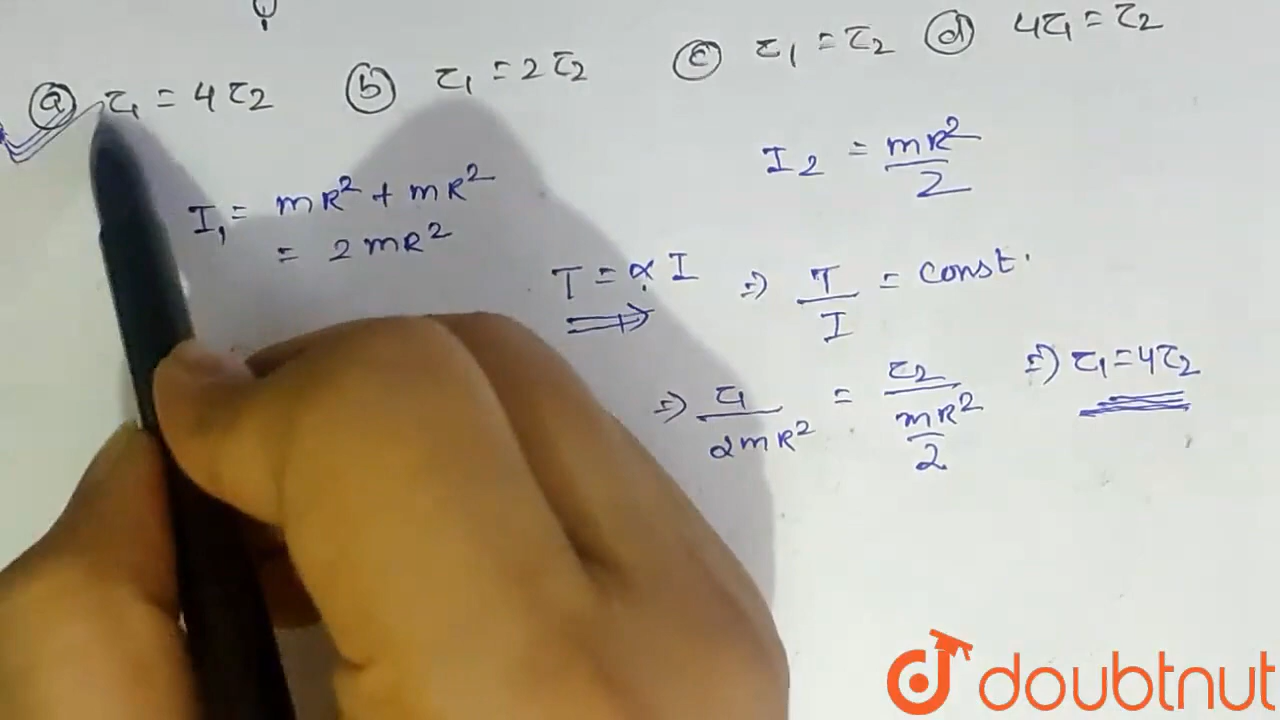 ⓐ τ₁ = 4τ₂ ⓑ τ₁ = 2τ₂ ⓒ τ₁ = τ₂ ⓓ 4τ₁ = τ₂
I₁ = mR² + mR²
= 2mR²
I₂ = mR²/2
T = α I ⇒ T/I = const.
⇒ τ₁/2mR² = τ₂/(mR²/2) ⇒ τ₁ = 4τ₂
doubtnut